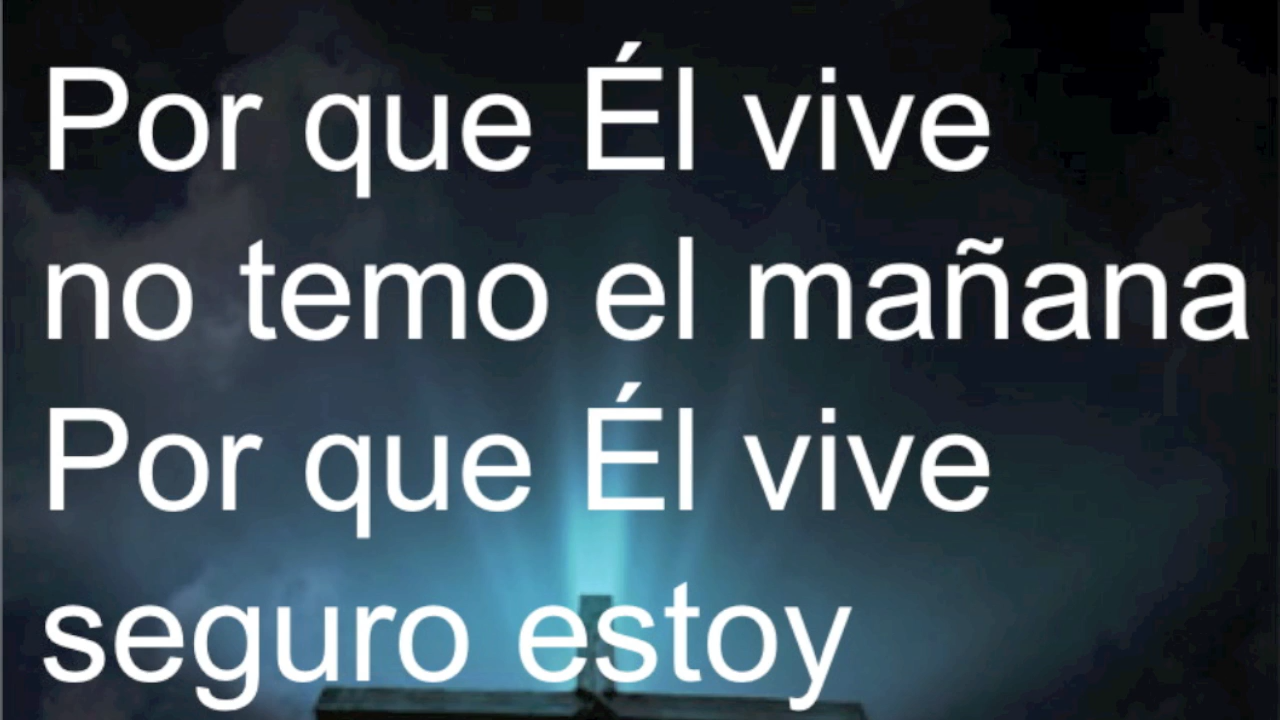 Por que Él vive
no temo el mañana
Por que Él vive
seguro estoy